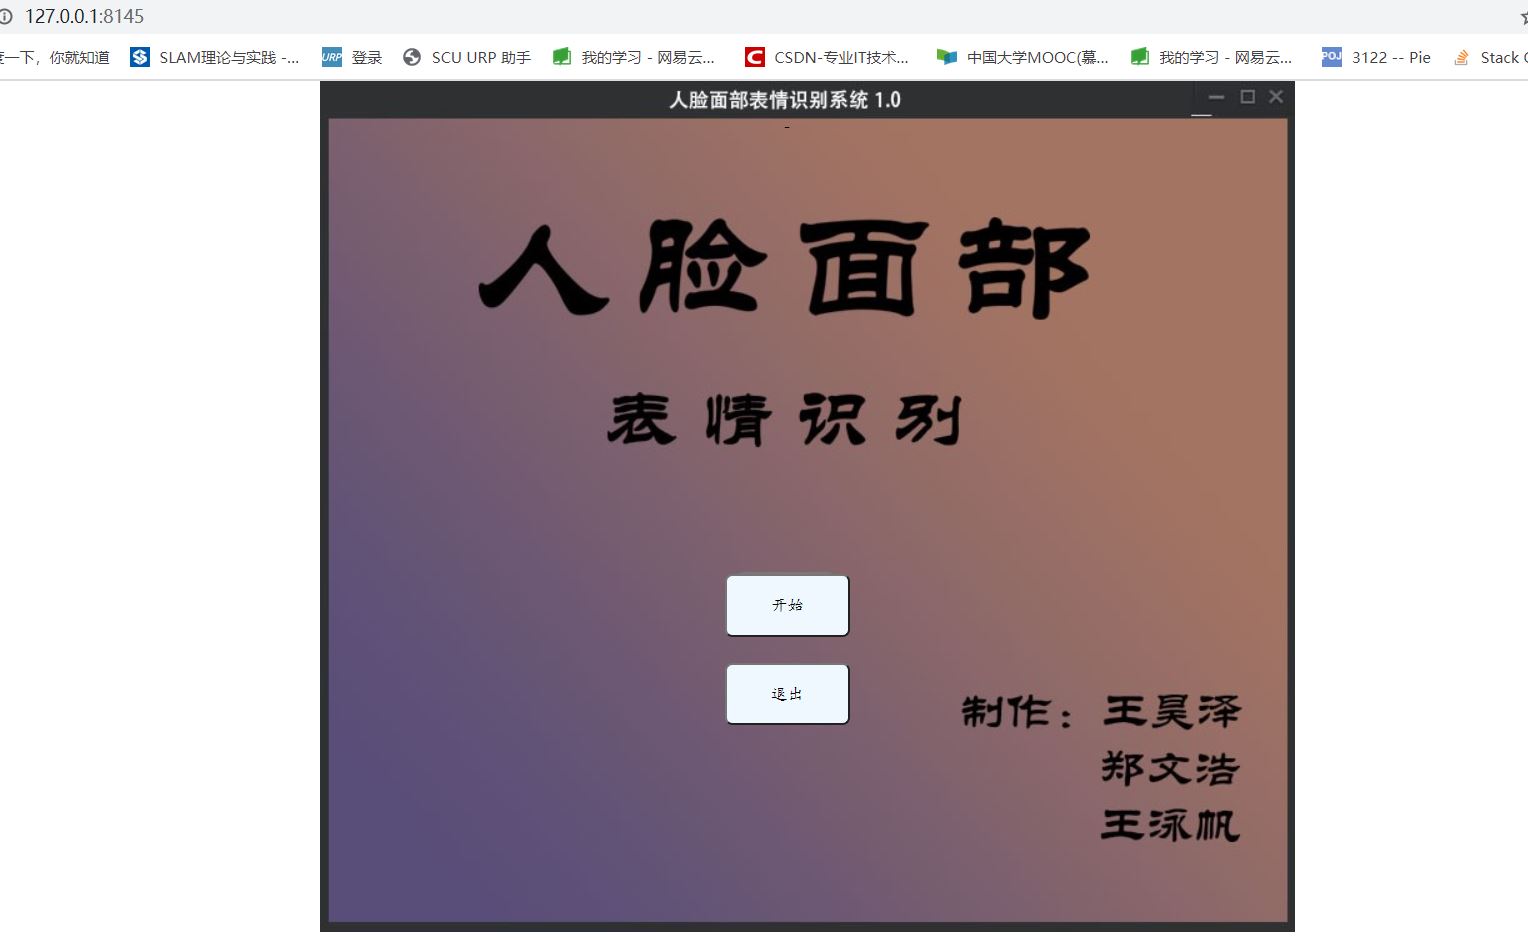 127.0.0.1:8145
度一下，你就知道 SLAM理论与实践 -... URP 登录 SCU URP 助手 我的学习 - 网易云... C CSDN-专业IT技术... 中国大学MOOC(慕... 我的学习 - 网易云... POJ 3122 -- Pie Stack
人脸面部表情识别系统 1.0
人脸面部
表情识别
开始
退出
制作：王昊泽
郑文浩
王泳帆